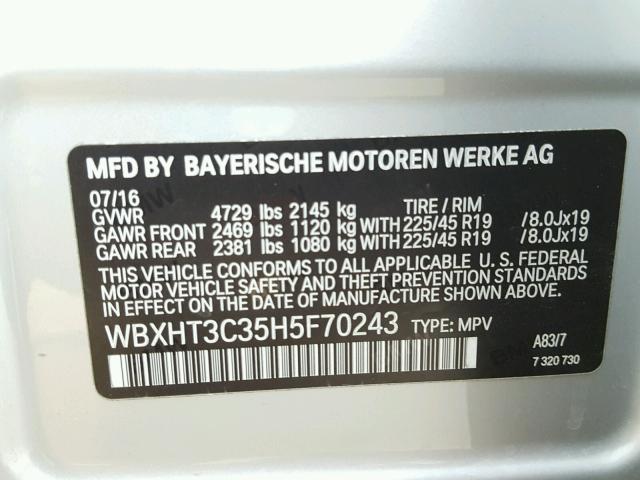 MFD BY BAYERISCHE MOTOREN WERKE AG
07/16
GVWR 4729 lbs 2145 kg TIRE / RIM
GAWR FRONT 2469 lbs 1120 kg WITH 225/45 R19 /8.0Jx19
GAWR REAR 2381 lbs 1080 kg WITH 225/45 R19 /8.0Jx19
THIS VEHICLE CONFORMS TO ALL APPLICABLE U. S. FEDERAL
MOTOR VEHICLE SAFETY AND THEFT PREVENTION STANDARDS
IN EFFECT ON THE DATE OF MANUFACTURE SHOWN ABOVE.
WBXHT3C35H5F70243 TYPE: MPV
A83/7
7 320 730